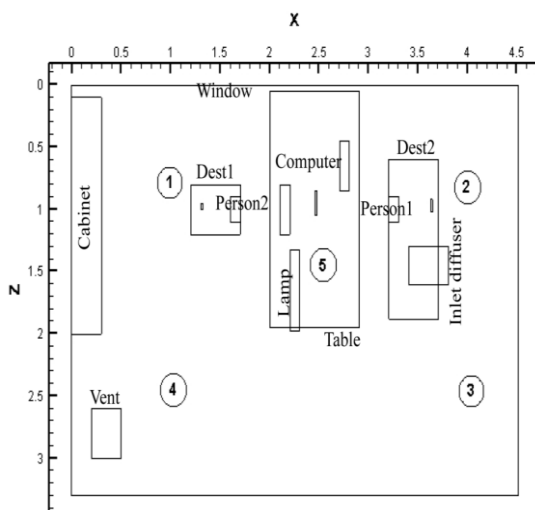 X
0 0.5 1 1.5 2 2.5 3 3.5 4 4.5
0
Window
0.5
Computer
Dest2
Dest1
1
2
1
Person2
Person1
Cabinet
Z
1.5
5
Inlet diffuser
Lamp
2
Table
2.5
4
3
Vent
3